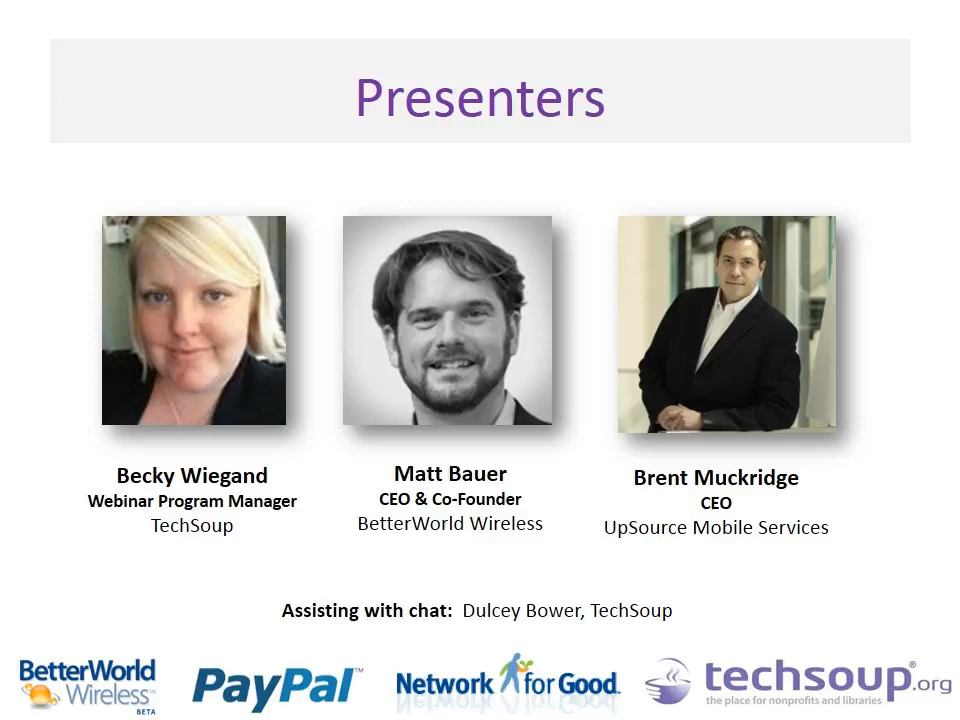 Presenters
Becky Wiegand
Webinar Program Manager
TechSoup
Matt Bauer
CEO & Co-Founder
BetterWorld Wireless
Brent Muckridge
CEO
UpSource Mobile Services
Assisting with chat: Dulcey Bower, TechSoup
BetterWorld
Wireless™
BETA
PayPal™
Network for Good®
techsoup®.org
the place for nonprofits and libraries